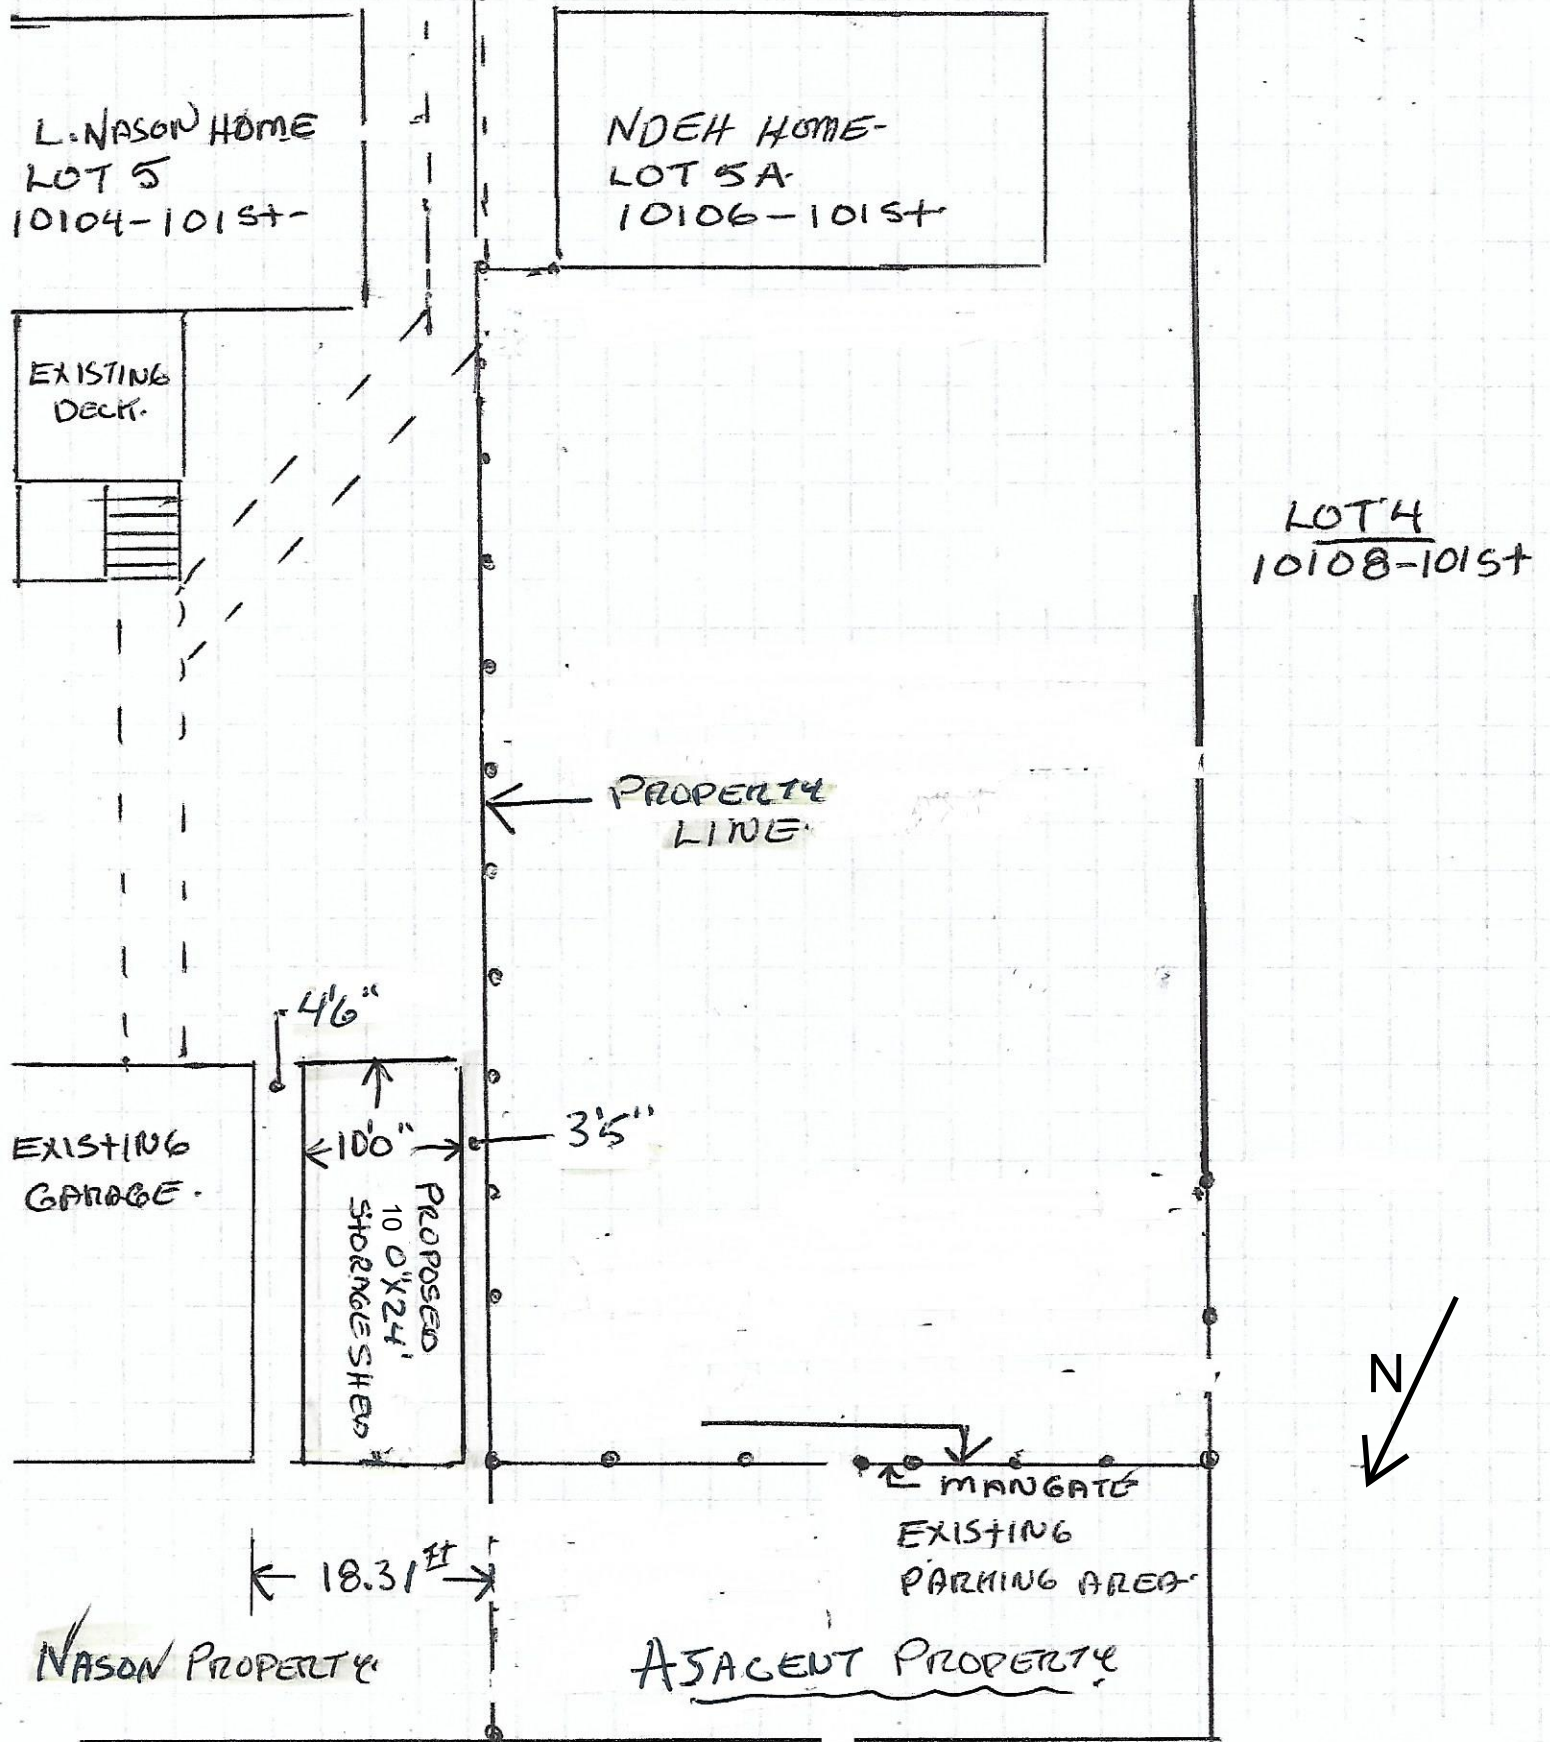 L. NASON HOME
LOT 5
10104-101St-
NDEH HOME-
LOT 5A.
10106-101St
EXISTING
DECK.
LOT 4
10108-101St
PROPERTY
LINE.
4'6"
EXISTING
GARAGE.
10'0"
3'5"
PROPOSED
10 0"X24'
STORAGE SHED
N
MANGATE
EXISTING
PARKING AREA.
18.31 FT
NASON PROPERTY.
AJACENT PROPERTY